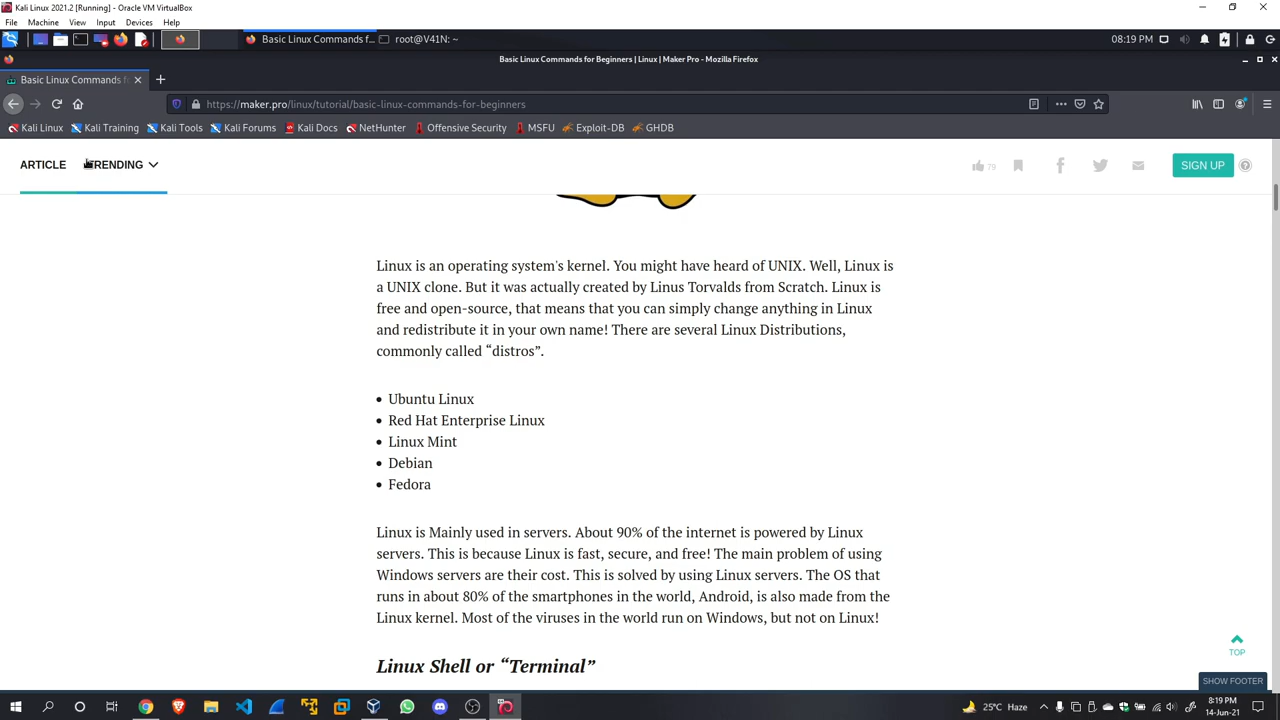 Kali Linux 2021.2 [Running] - Oracle VM VirtualBox
File Machine View Input Devices Help
Basic Linux Commands f... root@V41N: ~ 08:19 PM
Basic Linux Commands for Beginners | Linux | Maker Pro - Mozilla Firefox
Basic Linux Commands fo
https://maker.pro/linux/tutorial/basic-linux-commands-for-beginners
Kali Linux Kali Training Kali Tools Kali Forums Kali Docs NetHunter Offensive Security MSFU Exploit-DB GHDB
ARTICLE TRENDING 79 SIGN UP
Linux is an operating system's kernel. You might have heard of UNIX. Well, Linux is
a UNIX clone. But it was actually created by Linus Torvalds from Scratch. Linux is
free and open-source, that means that you can simply change anything in Linux
and redistribute it in your own name! There are several Linux Distributions,
commonly called “distros”.
Ubuntu Linux
Red Hat Enterprise Linux
Linux Mint
Debian
Fedora
Linux is Mainly used in servers. About 90% of the internet is powered by Linux
servers. This is because Linux is fast, secure, and free! The main problem of using
Windows servers are their cost. This is solved by using Linux servers. The OS that
runs in about 80% of the smartphones in the world, Android, is also made from the
Linux kernel. Most of the viruses in the world run on Windows, but not on Linux!
TOP
Linux Shell or “Terminal”
SHOW FOOTER
25°C Haze 8:19 PM
14-Jun-21